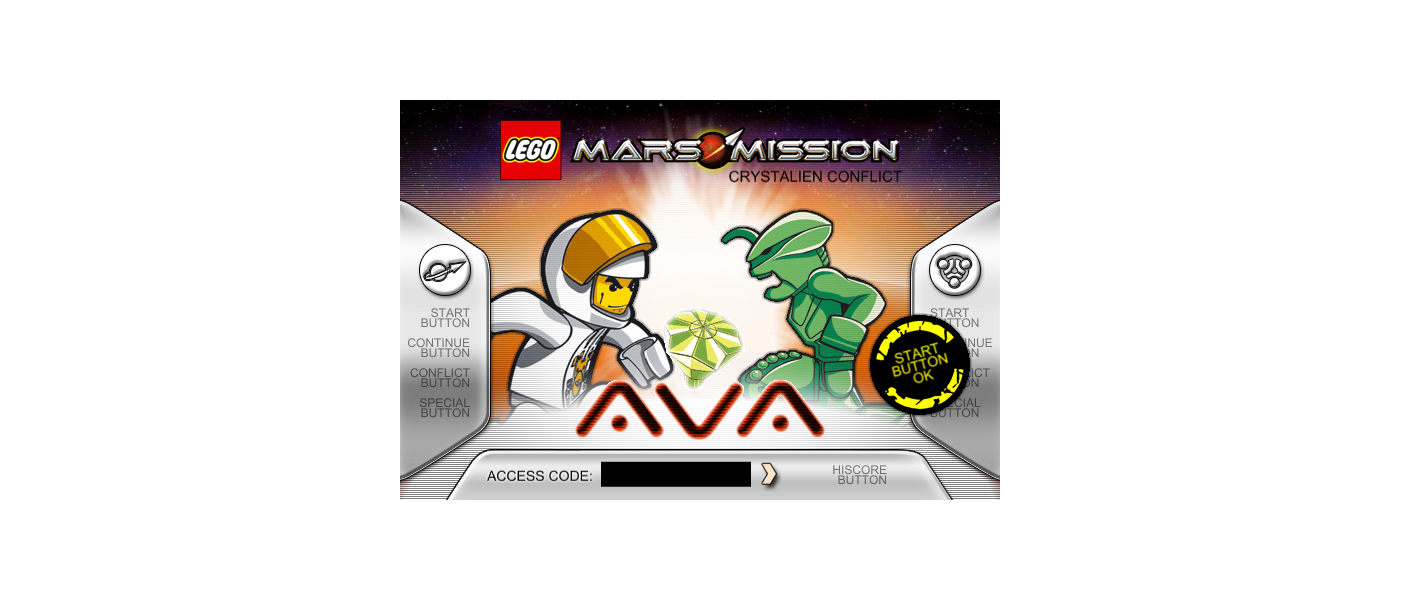 LEGO
MARS MISSION
CRYSTALIEN CONFLICT
START
BUTTON
CONTINUE
BUTTON
CONFLICT
BUTTON
SPECIAL
BUTTON
START
BUTTON
OK
AVA
ACCESS CODE:
HISCORE
BUTTON
START